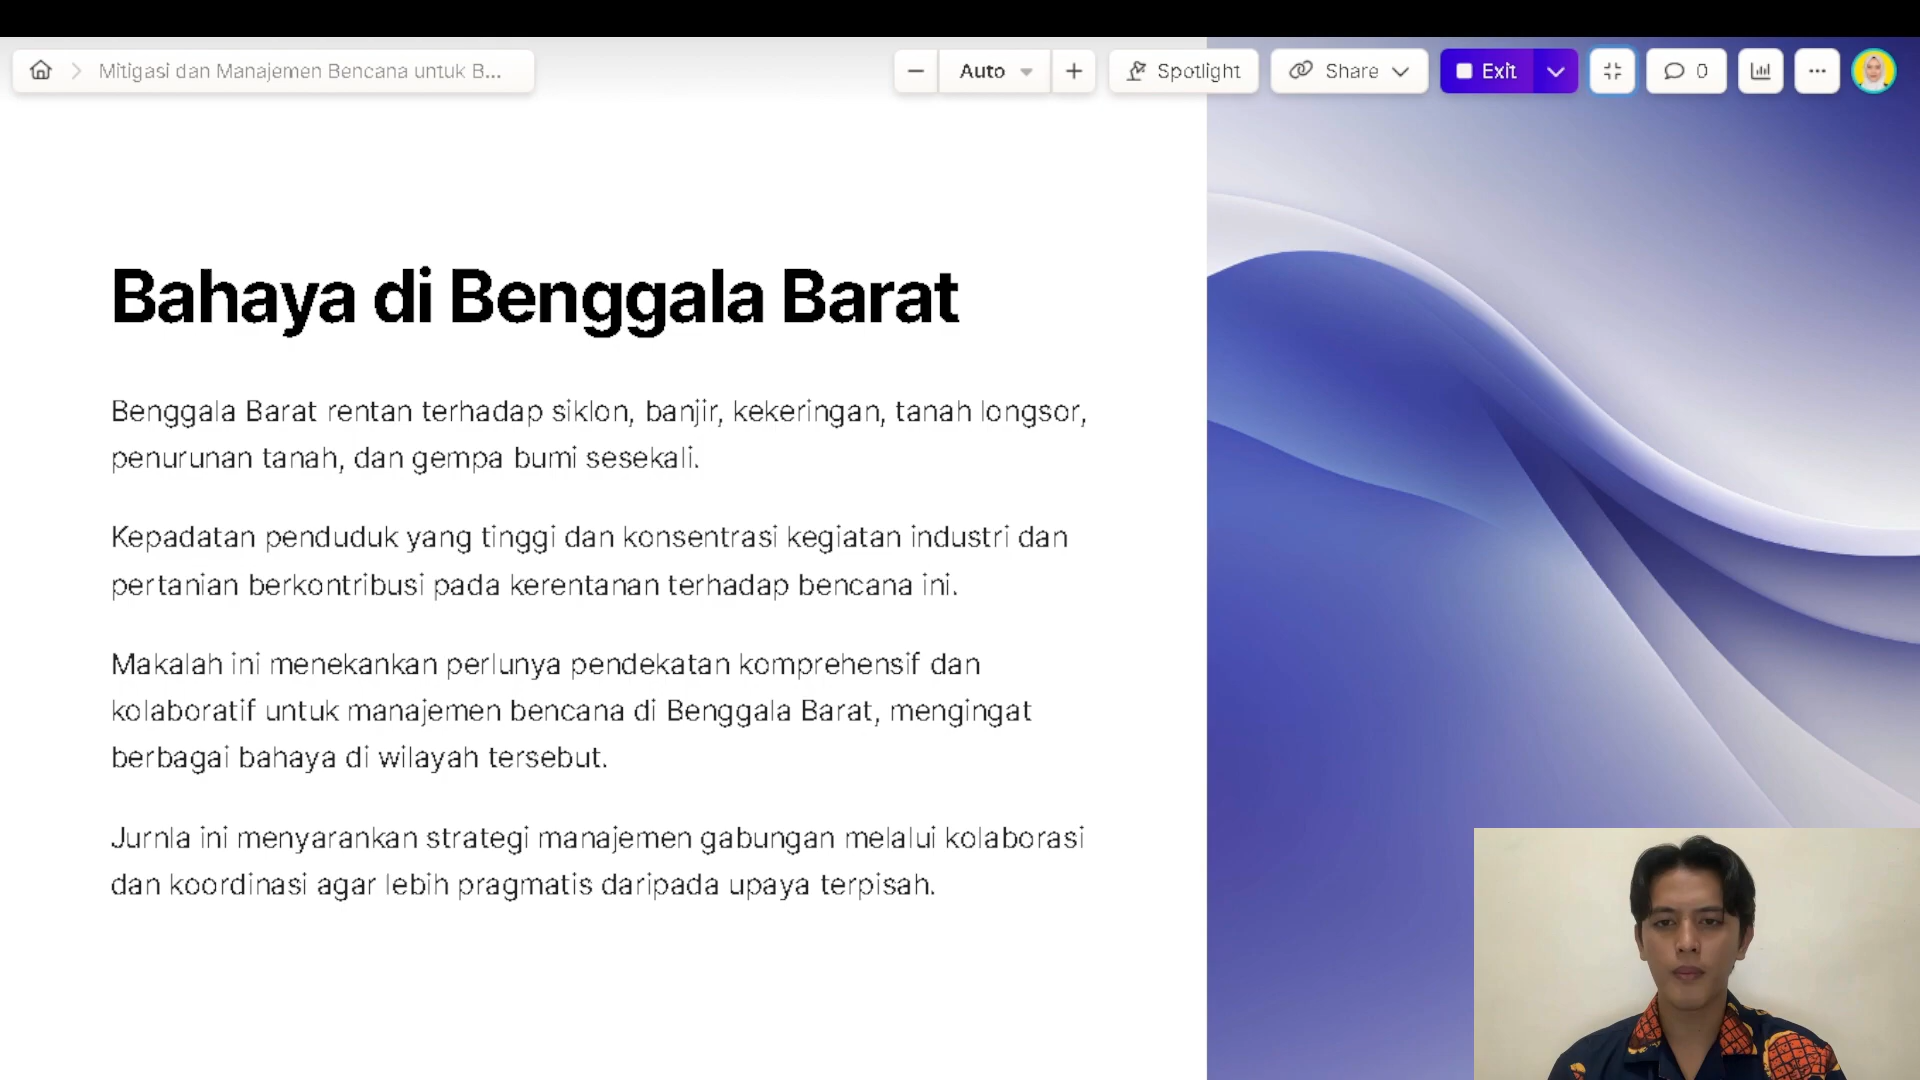 Mitigasi dan Manajemen Bencana untuk B...
Auto
Spotlight
Share
Exit
0
Bahaya di Benggala Barat
Benggala Barat rentan terhadap siklon, banjir, kekeringan, tanah longsor,
penurunan tanah, dan gempa bumi sesekali.
Kepadatan penduduk yang tinggi dan konsentrasi kegiatan industri dan
pertanian berkontribusi pada kerentanan terhadap bencana ini.
Makalah ini menekankan perlunya pendekatan komprehensif dan
kolaboratif untuk manajemen bencana di Benggala Barat, mengingat
berbagai bahaya di wilayah tersebut.
Jurnla ini menyarankan strategi manajemen gabungan melalui kolaborasi
dan koordinasi agar lebih pragmatis daripada upaya terpisah.